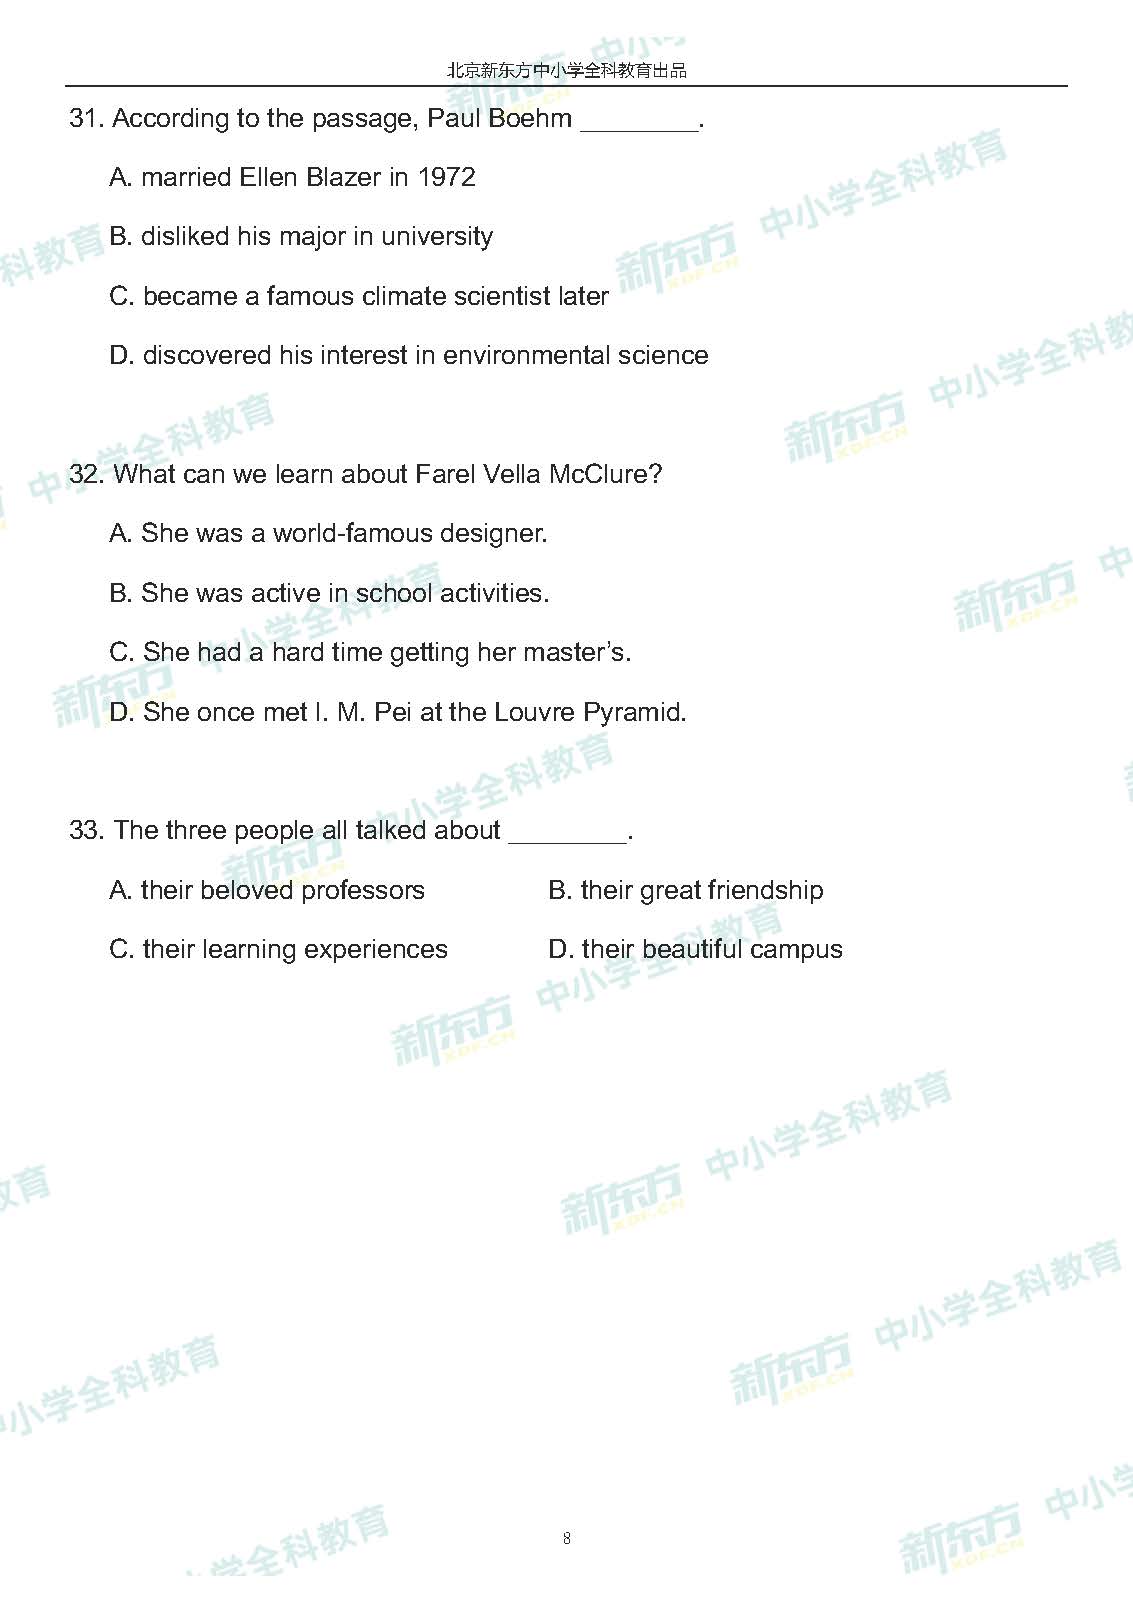 北京新东方中小学全科教育出品
31. According to the passage, Paul Boehm ________.
A. married Ellen Blazer in 1972
B. disliked his major in university
C. became a famous climate scientist later
D. discovered his interest in environmental science
32. What can we learn about Farel Vella McClure?
A. She was a world-famous designer.
B. She was active in school activities.
C. She had a hard time getting her master’s.
D. She once met I. M. Pei at the Louvre Pyramid.
33. The three people all talked about ________.
A. their beloved professors B. their great friendship
C. their learning experiences D. their beautiful campus
8
新东方 XDF.CN 中小学全科教育